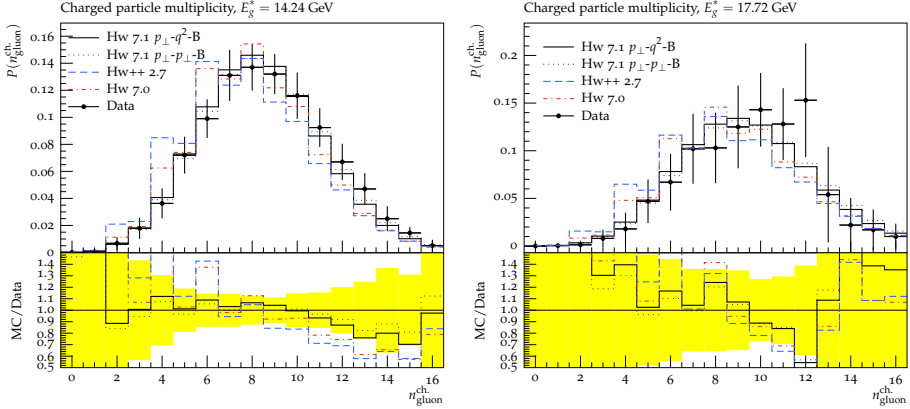 Charged particle multiplicity, E*g = 14.24 GeV
P(n ch. gluon)
0.16
0.14
0.12
0.1
0.08
0.06
0.04
0.02
0
Hw 7.1 p⊥-q²-B
Hw 7.1 p⊥-p⊥-B
Hw++ 2.7
Hw 7.0
Data
MC/Data
1.4
1.3
1.2
1.1
1.0
0.9
0.8
0.7
0.6
0.5
0 2 4 6 8 10 12 14 16
n ch. gluon
Charged particle multiplicity, E*g = 17.72 GeV
P(n ch. gluon)
0.2
0.15
0.1
0.05
0
Hw 7.1 p⊥-q²-B
Hw 7.1 p⊥-p⊥-B
Hw++ 2.7
Hw 7.0
Data
MC/Data
1.4
1.3
1.2
1.1
1.0
0.9
0.8
0.7
0.6
0.5
0 2 4 6 8 10 12 14 16
n ch. gluon